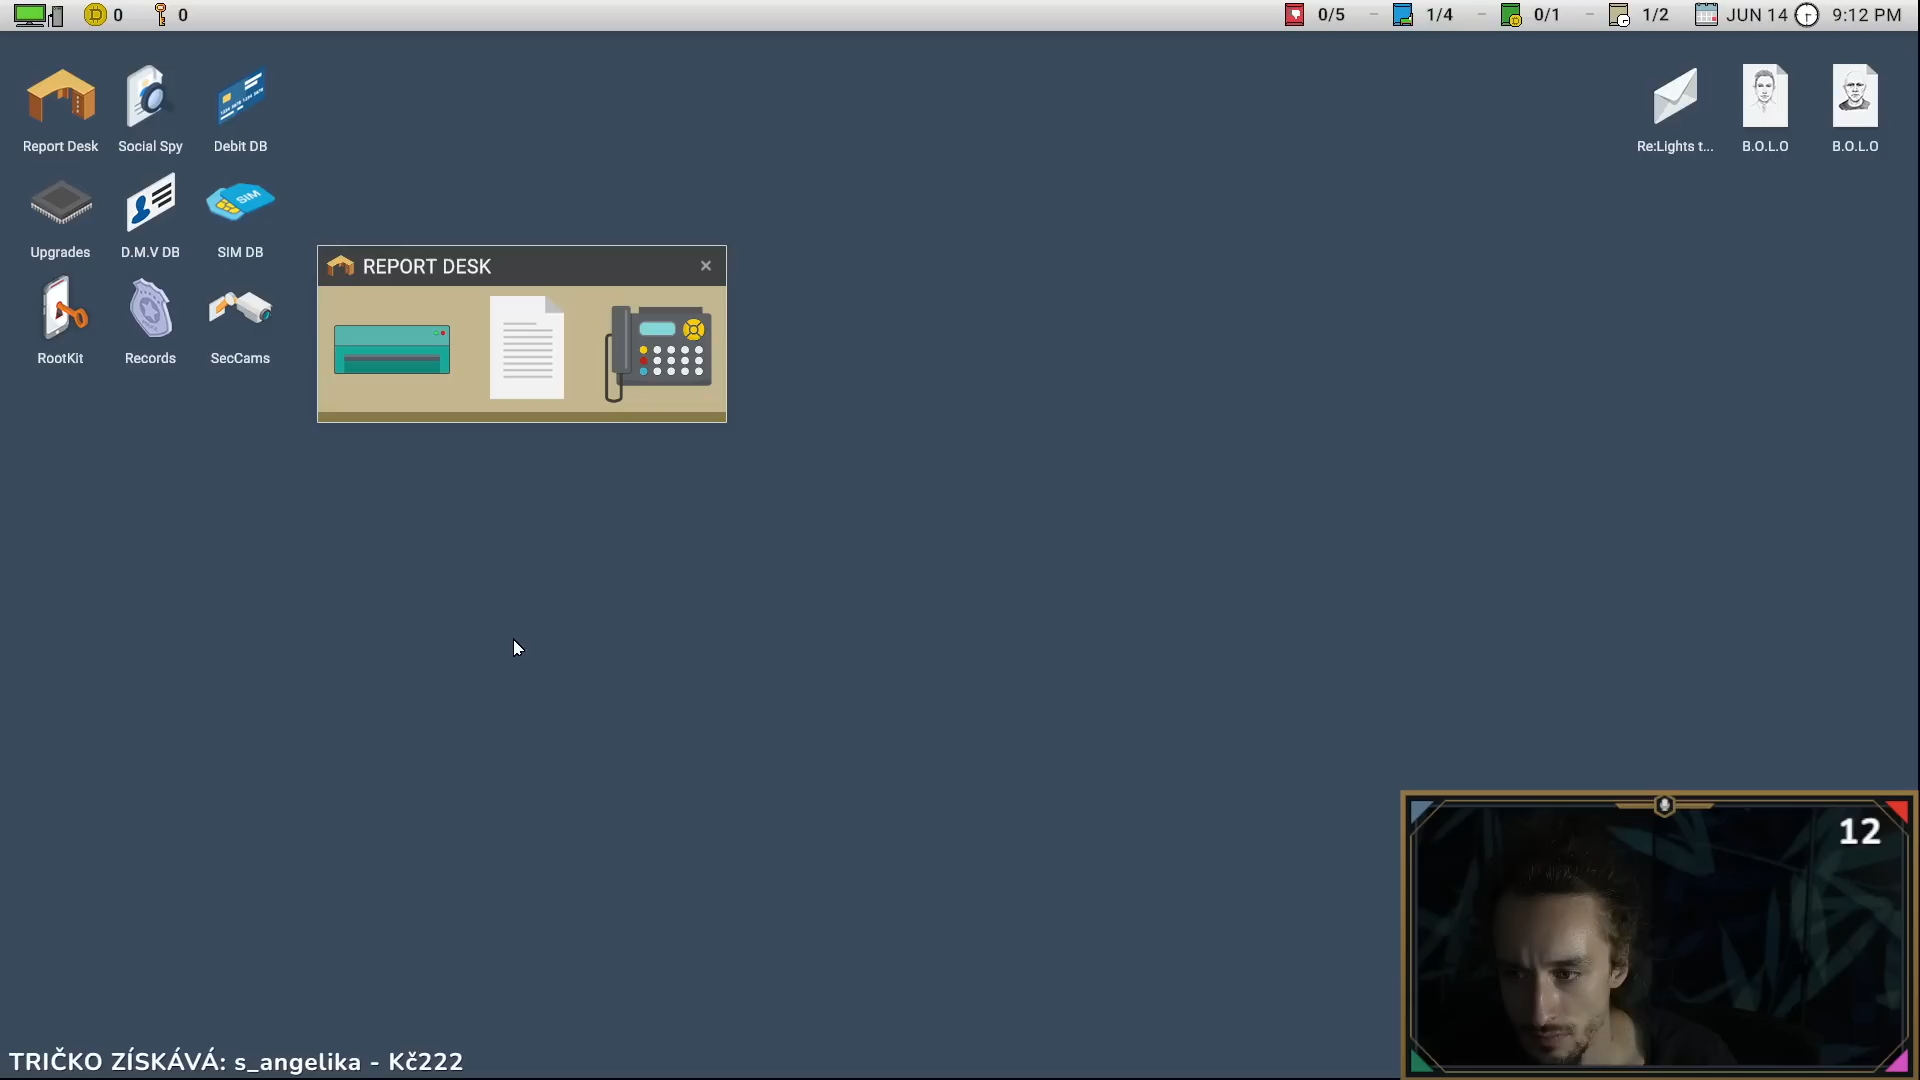 0 0 0/5 - 1/4 - 0/1 - 1/2 JUN 14 9:12 PM
Report Desk Social Spy Debit DB Re:Lights t... B.O.L.O B.O.L.O
Upgrades D.M.V DB SIM DB
RootKit Records SecCams
REPORT DESK
12
TRIČKO ZÍSKÁVÁ: s_angelika - Kč222